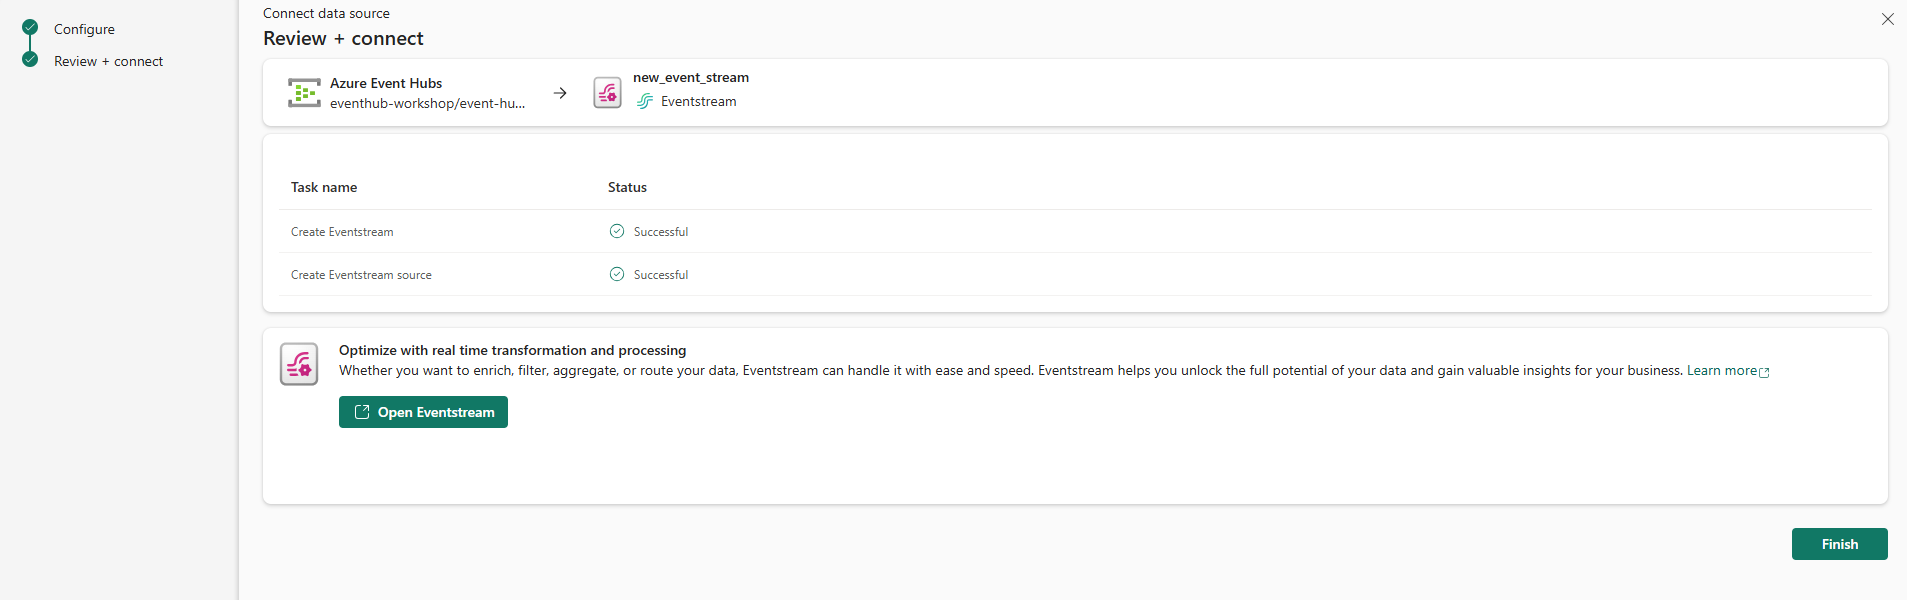 Configure
Review + connect
Connect data source
Review + connect
Azure Event Hubs
eventhub-workshop/event-hu...
new_event_stream
Eventstream
Task name Status
Create Eventstream Successful
Create Eventstream source Successful
Optimize with real time transformation and processing
Whether you want to enrich, filter, aggregate, or route your data, Eventstream can handle it with ease and speed. Eventstream helps you unlock the full potential of your data and gain valuable insights for your business. Learn more
Open Eventstream
Finish